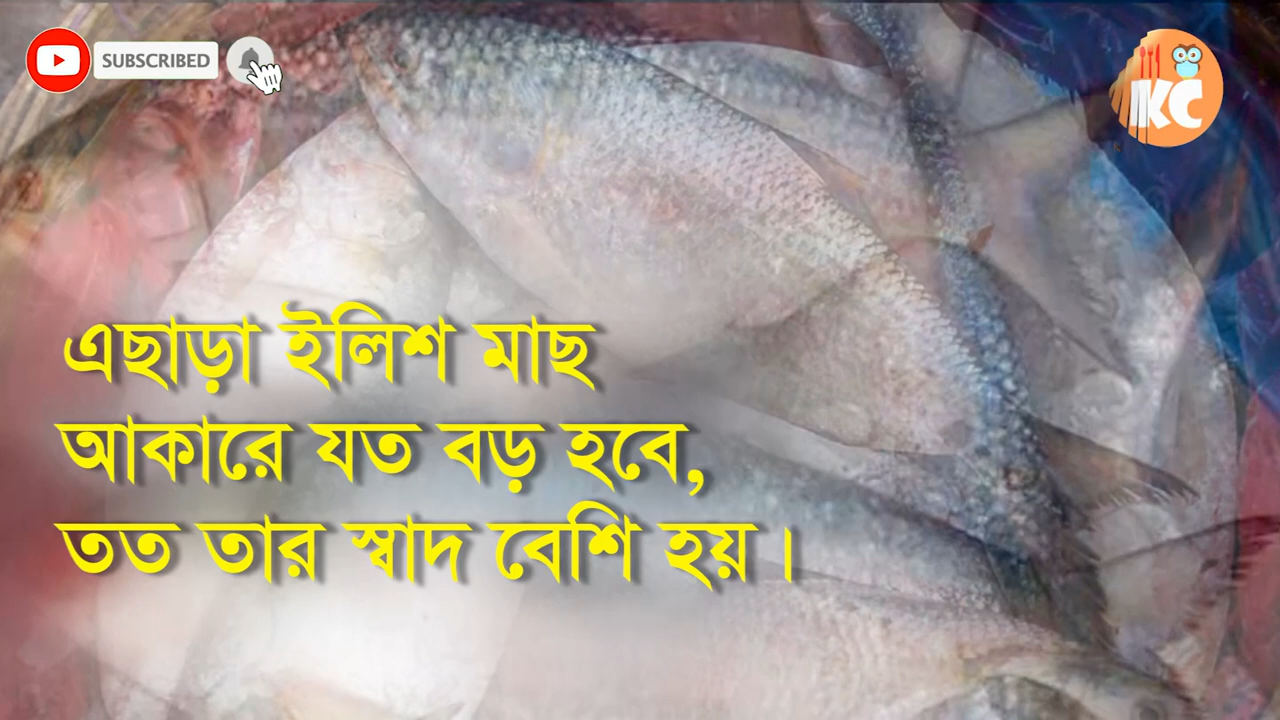 SUBSCRIBED
KC
এছাড়া ইলিশ মাছ
আকারে যত বড় হবে,
তত তার স্বাদ বেশি হয়।